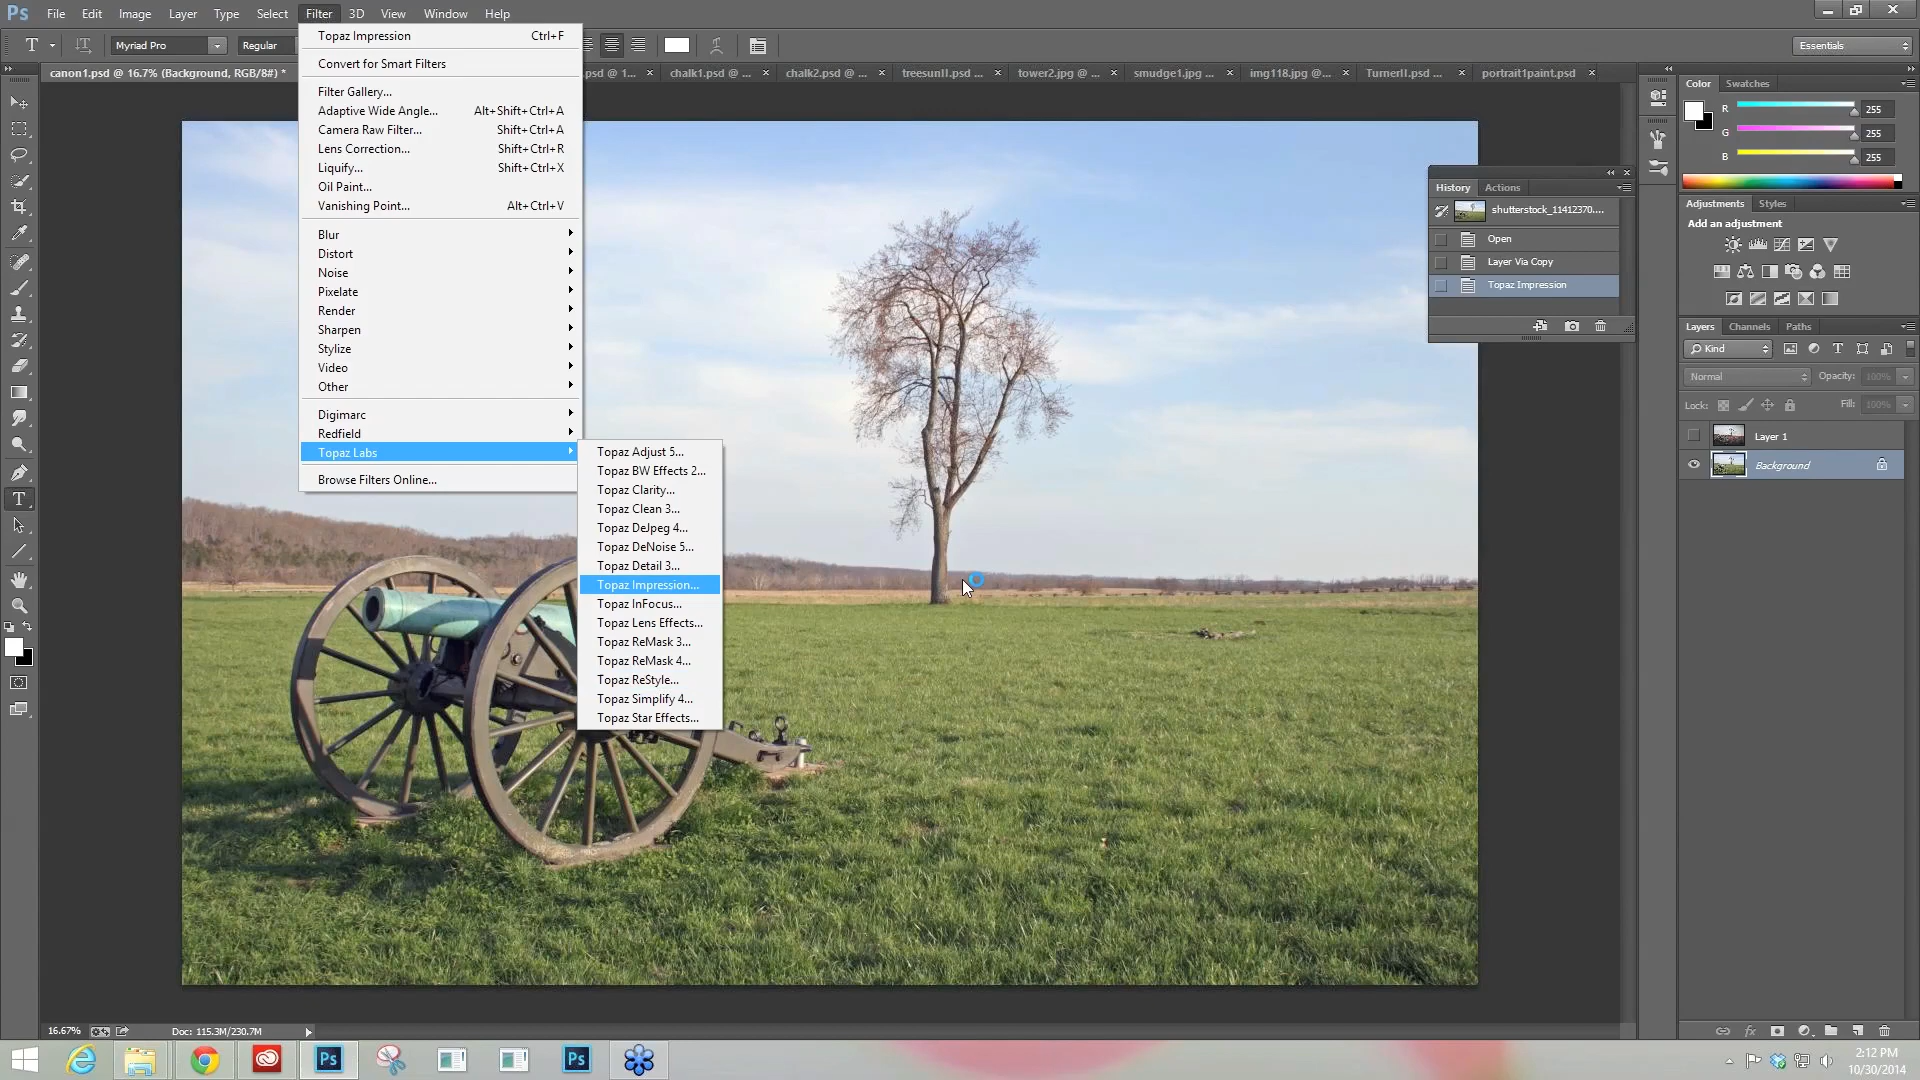 Ps File Edit Image Layer Type Select Filter 3D View Window Help
T Myriad Pro Regular Essentials
canon1.psd @ 16.7% (Background, RGB/8#) * .psd @ 1... chalk1.psd @ ... chalk2.psd @ ... treesunII.psd ... tower2.jpg @ ... smudge1.jpg ... img118.jpg @... TurnerII.psd ... portrait1paint.psd
Topaz Impression Ctrl+F
Convert for Smart Filters
Filter Gallery...
Adaptive Wide Angle... Alt+Shift+Ctrl+A
Camera Raw Filter... Shift+Ctrl+A
Lens Correction... Shift+Ctrl+R
Liquify... Shift+Ctrl+X
Oil Paint...
Vanishing Point... Alt+Ctrl+V
Blur
Distort
Noise
Pixelate
Render
Sharpen
Stylize
Video
Other
Digimarc
Redfield
Topaz Labs
Browse Filters Online...
Topaz Adjust 5...
Topaz BW Effects 2...
Topaz Clarity...
Topaz Clean 3...
Topaz DeJpeg 4...
Topaz DeNoise 5...
Topaz Detail 3...
Topaz Impression...
Topaz InFocus...
Topaz Lens Effects...
Topaz ReMask 3...
Topaz ReMask 4...
Topaz ReStyle...
Topaz Simplify 4...
Topaz Star Effects...
History Actions
shutterstock_11412370....
Open
Layer Via Copy
Topaz Impression
Color Swatches
R 255
G 255
B 255
Adjustments Styles
Add an adjustment
Layers Channels Paths
Kind T
Normal Opacity: 100%
Lock: Fill: 100%
Layer 1
Background
fx
16.67% Doc: 115.3M/230.7M
Ps Ps
2:12 PM
10/30/2014